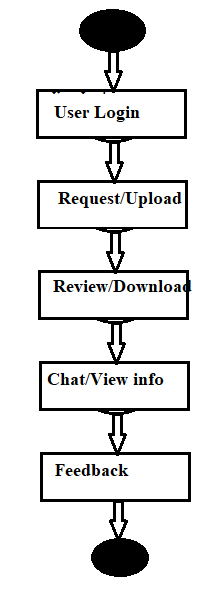 User Login
Request/Upload
Review/Download
Chat/View info
Feedback